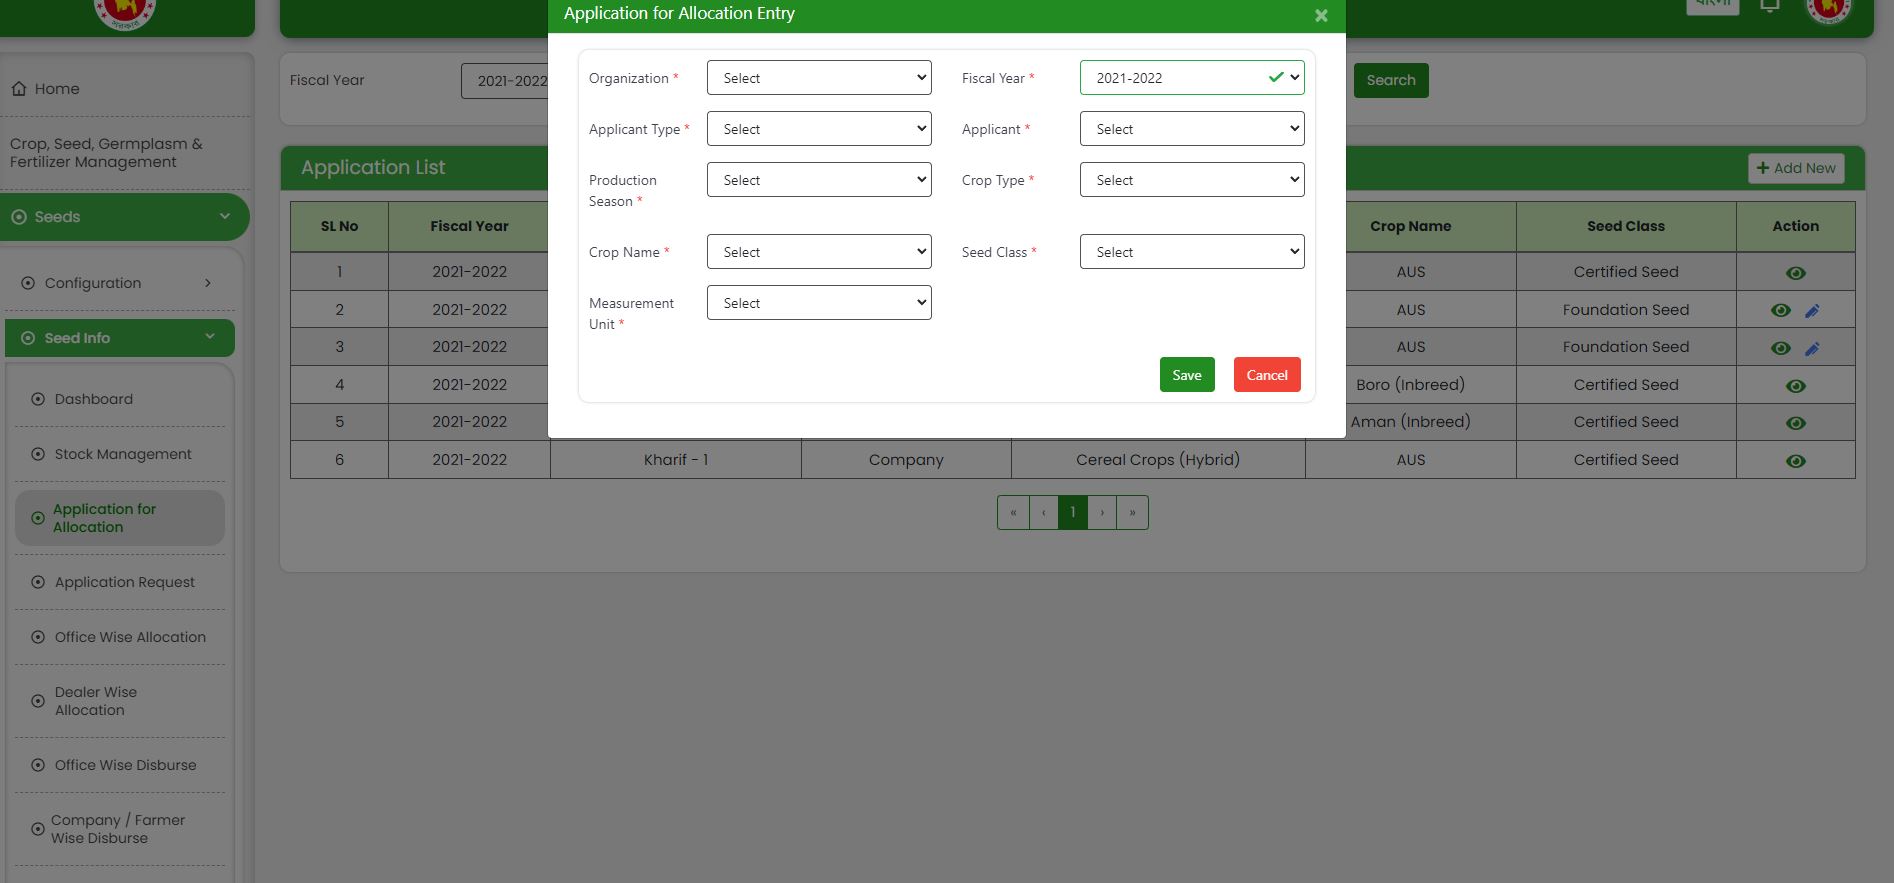 সরকার
Application for Allocation Entry
×
Home
Crop, Seed, Germplasm &
Fertilizer Management
Seeds
Configuration
Seed Info
Dashboard
Stock Management
Application for
Allocation
Application Request
Office Wise Allocation
Dealer Wise
Allocation
Office Wise Disburse
Company / Farmer
Wise Disburse
Fiscal Year 2021-2022 Search
Organization * Select Fiscal Year * 2021-2022
Applicant Type * Select Applicant * Select
Production
Season * Select Crop Type * Select
Crop Name * Select Seed Class * Select
Measurement
Unit * Select
Save Cancel
Application List + Add New
SL No Fiscal Year Crop Name Seed Class Action
1 2021-2022 AUS Certified Seed
2 2021-2022 AUS Foundation Seed
3 2021-2022 AUS Foundation Seed
4 2021-2022 Boro (Inbreed) Certified Seed
5 2021-2022 Aman (Inbreed) Certified Seed
6 2021-2022 Kharif - 1 Company Cereal Crops (Hybrid) AUS Certified Seed
« ‹ 1 › »